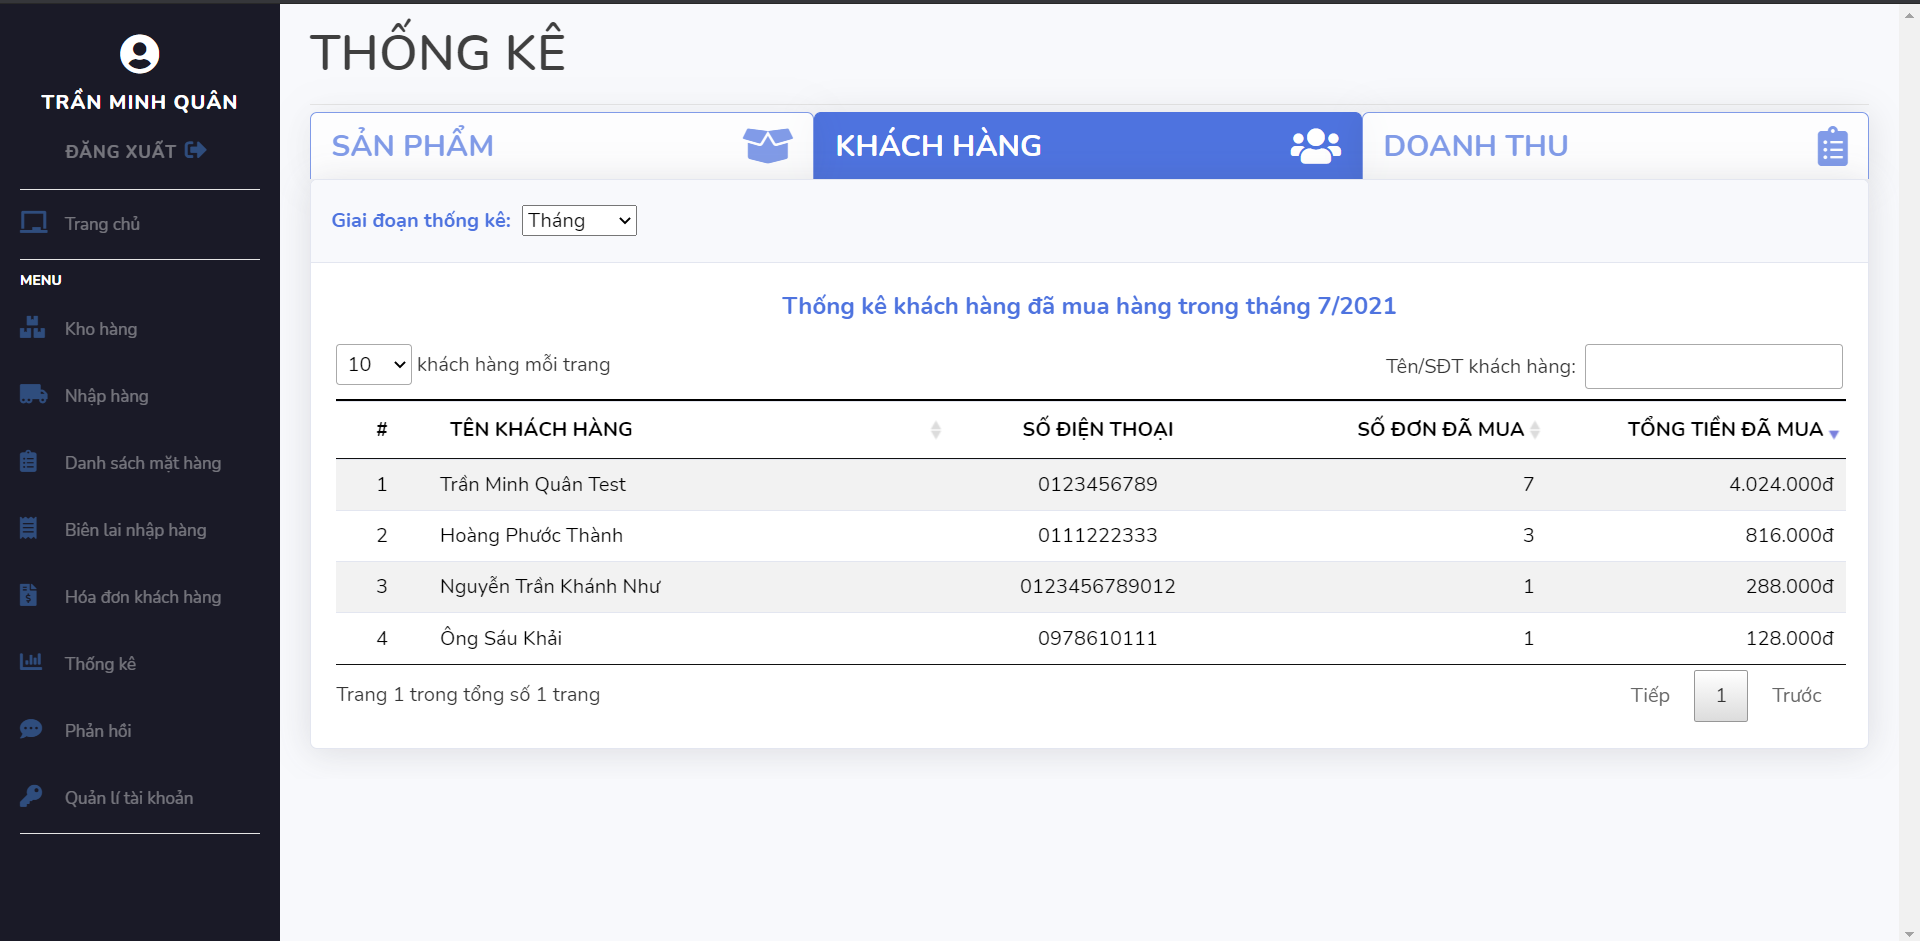 TRẦN MINH QUÂN
ĐĂNG XUẤT
Trang chủ
MENU
Kho hàng
Nhập hàng
Danh sách mặt hàng
Biên lai nhập hàng
Hóa đơn khách hàng
Thống kê
Phản hồi
Quản lí tài khoản
THỐNG KÊ
SẢN PHẨM KHÁCH HÀNG DOANH THU
Giai đoạn thống kê: Tháng
Thống kê khách hàng đã mua hàng trong tháng 7/2021
10 khách hàng mỗi trang Tên/SĐT khách hàng:
# TÊN KHÁCH HÀNG SỐ ĐIỆN THOẠI SỐ ĐƠN ĐÃ MUA TỔNG TIỀN ĐÃ MUA
1 Trần Minh Quân Test 0123456789 7 4.024.000đ
2 Hoàng Phước Thành 0111222333 3 816.000đ
3 Nguyễn Trần Khánh Như 0123456789012 1 288.000đ
4 Ông Sáu Khải 0978610111 1 128.000đ
Trang 1 trong tổng số 1 trang Tiếp 1 Trước